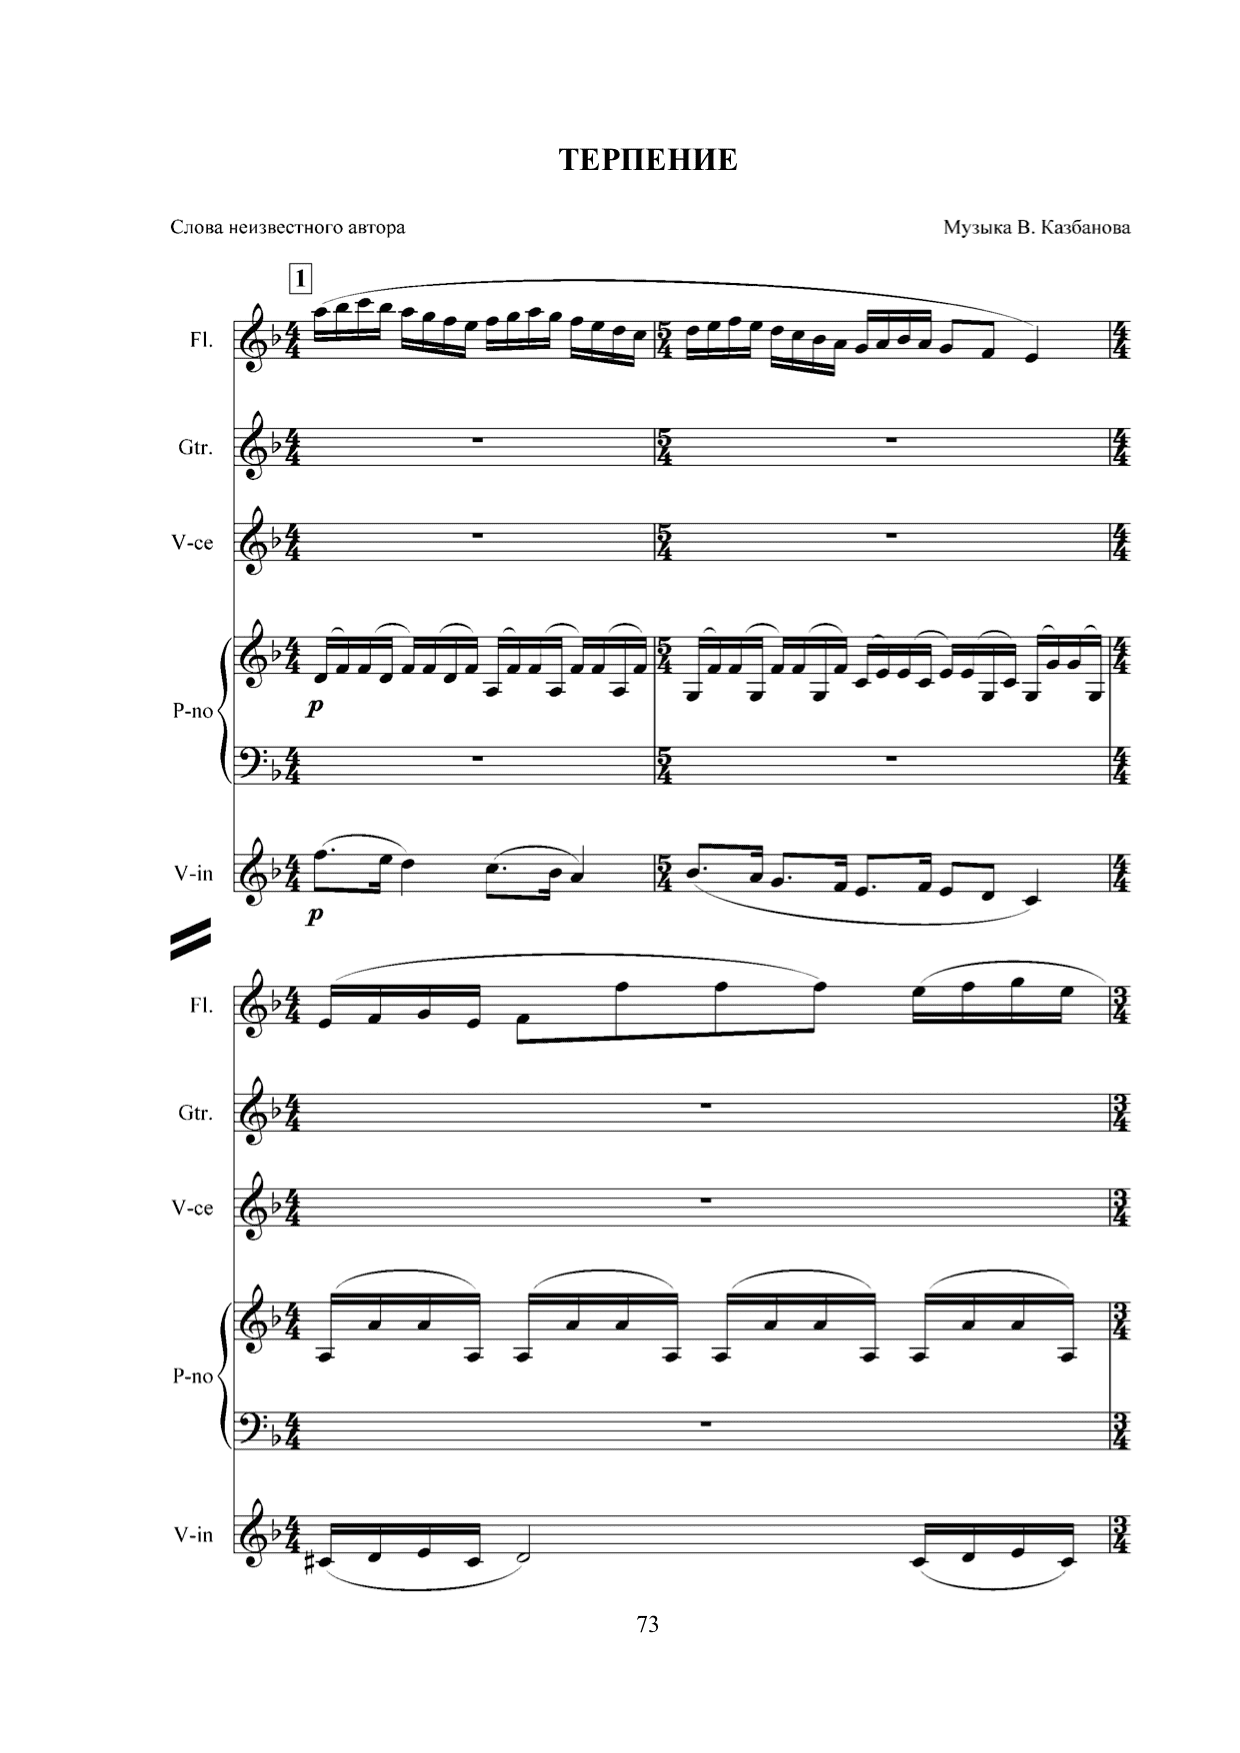 ТЕРПЕНИЕ
Слова неизвестного автора
Музыка В. Казбанова
1
Fl.
Gtr.
V-ce
P-no
p
V-in
p
Fl.
Gtr.
V-ce
P-no
V-in
73